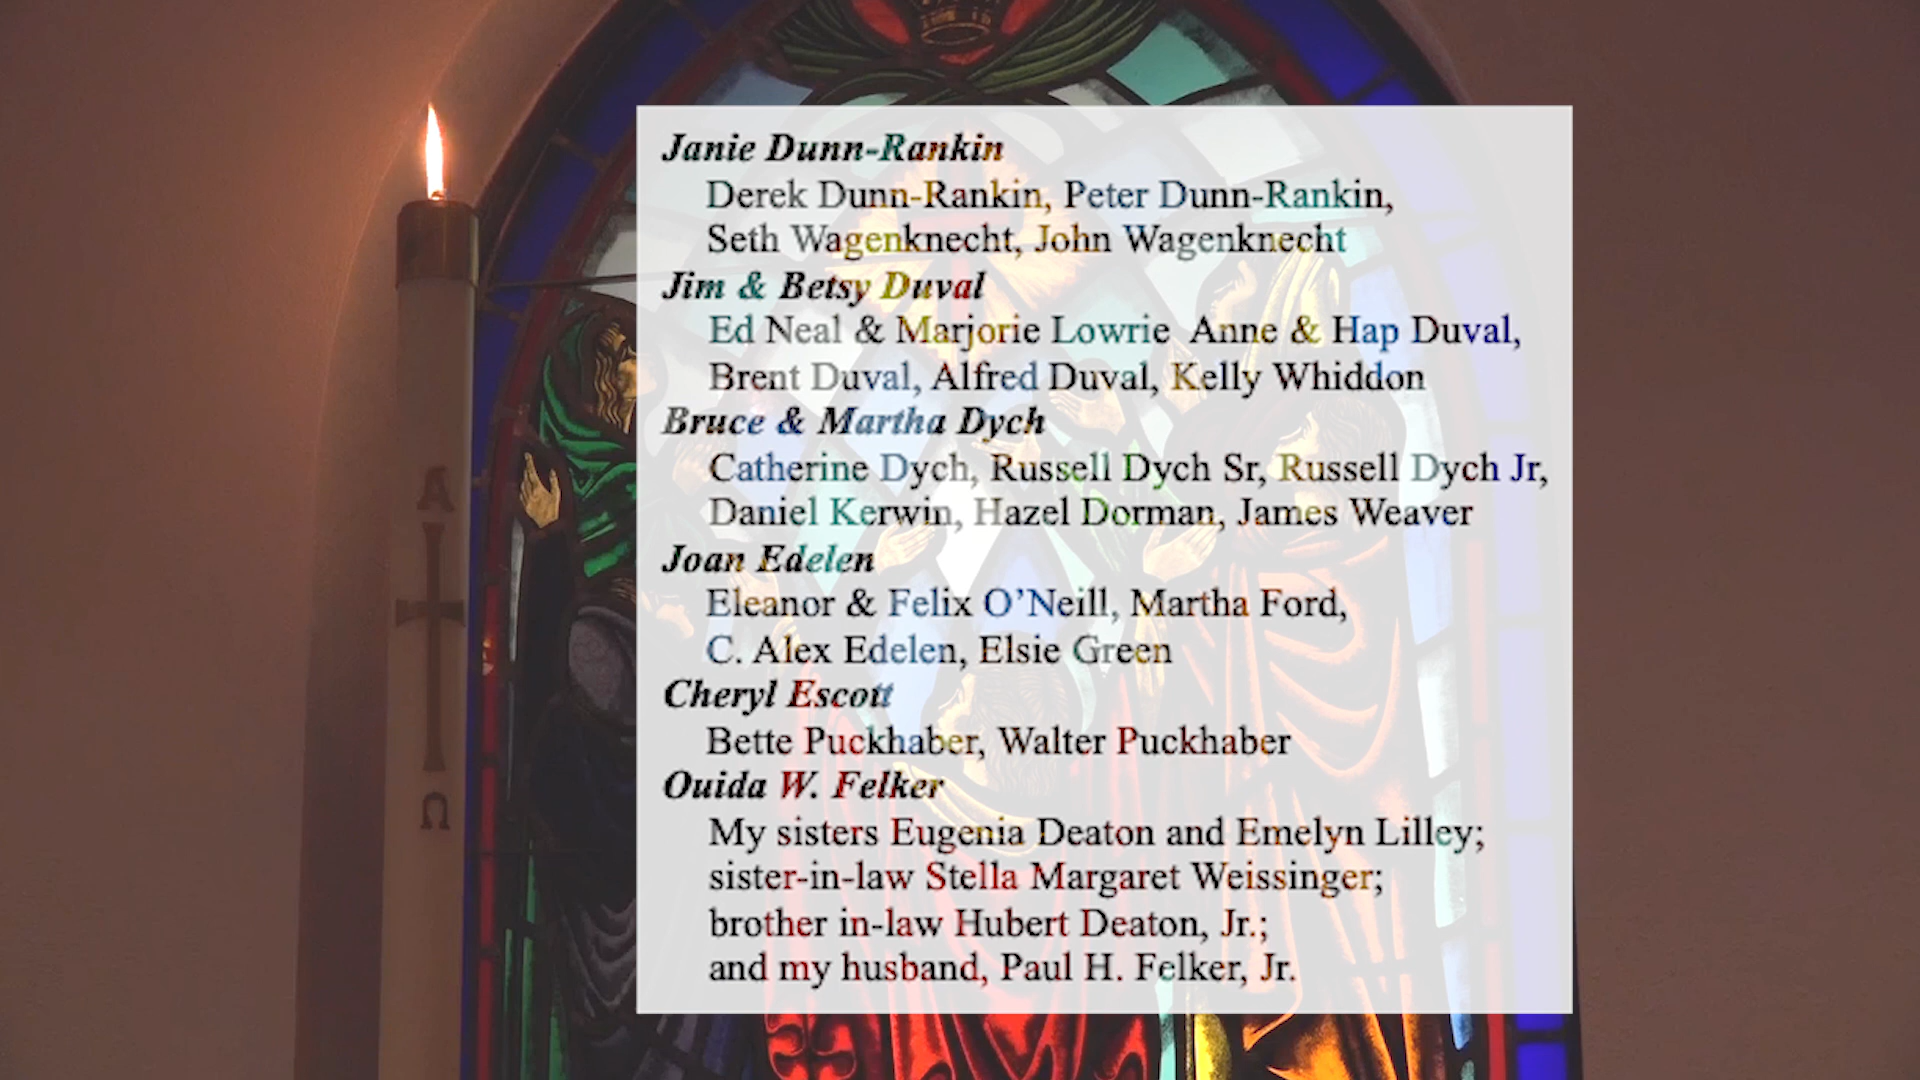 Janie Dunn-Rankin
Derek Dunn-Rankin, Peter Dunn-Rankin,
Seth Wagenknecht, John Wagenknecht
Jim & Betsy Duval
Ed Neal & Marjorie Lowrie Anne & Hap Duval,
Brent Duval, Alfred Duval, Kelly Whiddon
Bruce & Martha Dych
Catherine Dych, Russell Dych Sr, Russell Dych Jr,
Daniel Kerwin, Hazel Dorman, James Weaver
Joan Edelen
Eleanor & Felix O’Neill, Martha Ford,
C. Alex Edelen, Elsie Green
Cheryl Escott
Bette Puckhaber, Walter Puckhaber
Ouida W. Felker
My sisters Eugenia Deaton and Emelyn Lilley;
sister-in-law Stella Margaret Weissinger;
brother in-law Hubert Deaton, Jr.;
and my husband, Paul H. Felker, Jr.
Α
Ω